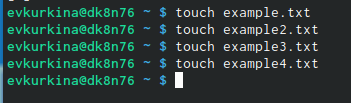 evkurkina@dk8n76 ~ $ touch example.txt
evkurkina@dk8n76 ~ $ touch example2.txt
evkurkina@dk8n76 ~ $ touch example3.txt
evkurkina@dk8n76 ~ $ touch example4.txt
evkurkina@dk8n76 ~ $